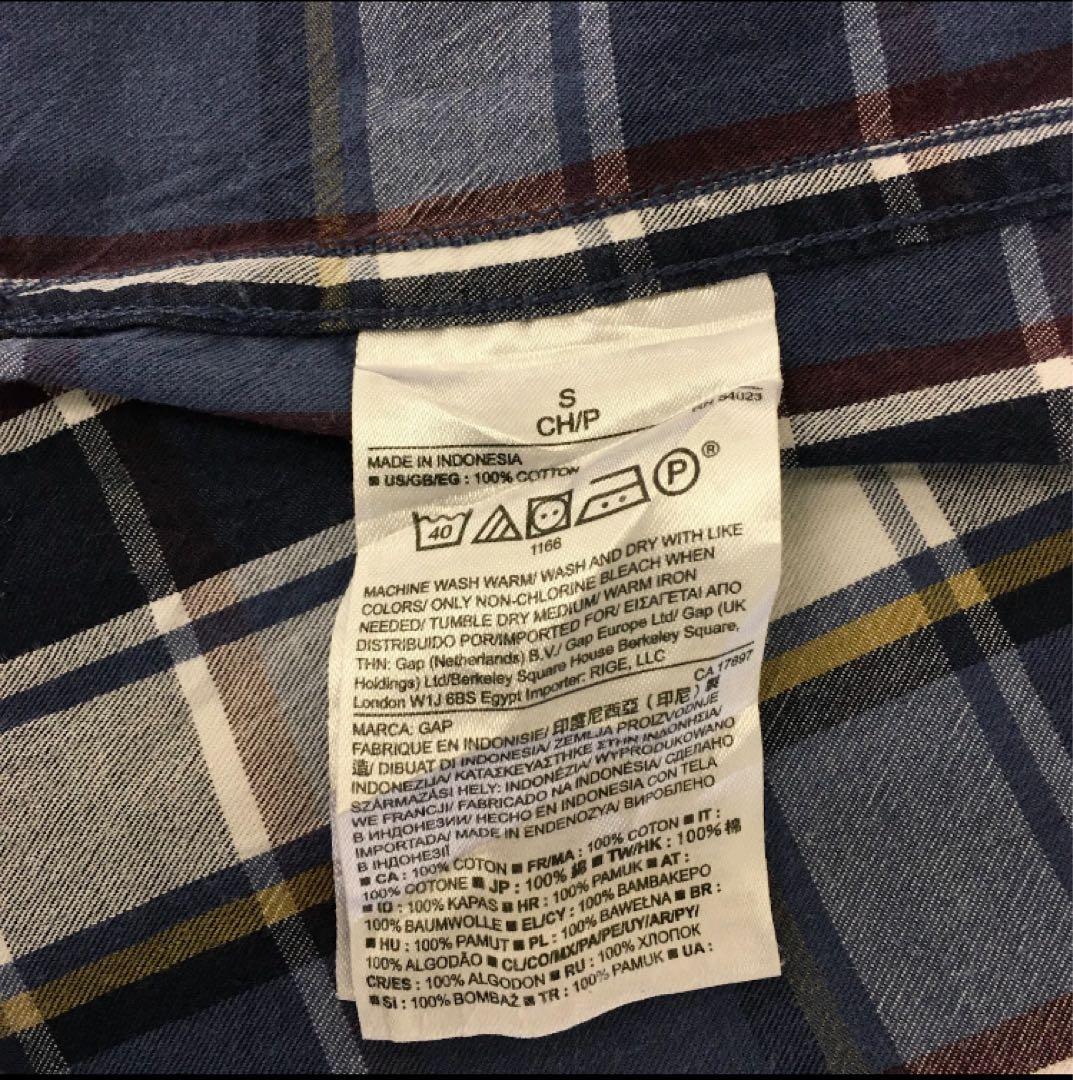 S
CH/P
RN 54023
MADE IN INDONESIA
■ US/GB/EG : 100% COTTON
40
P®
1166
MACHINE WASH WARM/ WASH AND DRY WITH LIKE
COLORS/ ONLY NON-CHLORINE BLEACH WHEN
NEEDED/ TUMBLE DRY MEDIUM/ WARM IRON
DISTRIBUIDO POR/IMPORTED FOR/ ΕΙΣΑΓΕΤΑΙ ΑΠΟ
ΤΗΝ: Gap (Netherlands) B.V./ Gap Europe Ltd/ Gap (UK
Holdings) Ltd/Berkeley Square House Berkeley Square,
London W1J 6BS Egypt Importer: RIGE, LLC
CA 17897
MARCA: GAP
FABRIQUE EN INDONISIE/ 印度尼西亞 (印尼) 製
造/ DIBUAT DI INDONESIA/ ZEMLJA PROIZVODNJE
INDONEZIJA/ ΚΑΤΑΣΚΕΥΑΣΤΗΚΕ ΣΤΗΝ ΙΝΔΟΝΗΣΙΑ/
SZÁRMAZÁSI HELY: INDONÉZIA/ WYPRODUKOWANO
WE FRANCJI/ FABRICADO NA INDONÉSIA/ СДЕЛАНО
В ИНДОНЕЗИИ/ HECHO EN INDONESIA CON TELA
IMPORTADA/ MADE IN ENDENOZYA/ ВИРОБЛЕНО
В ІНДОНЕЗІЇ
■ CA : 100% COTON ■ FR/MA : 100% COTON ■ IT :
100% COTONE ■ JP : 100% 綿 ■ TW/HK : 100% 棉
■ ID : 100% KAPAS ■ HR : 100% PAMUK ■ AT :
100% BAUMWOLLE ■ EL/CY : 100% ΒΑΜΒΑΚΕΡΟ
■ HU : 100% PAMUT ■ PL : 100% BAWEŁNA ■ BR :
100% ALGODÃO ■ CL/CO/MX/PA/PE/UY/AR/PY/
CR/ES : 100% ALGODON ■ RU : 100% ХЛОПОК
■ SI : 100% BOMBAŽ ■ TR : 100% PAMUK ■ UA :